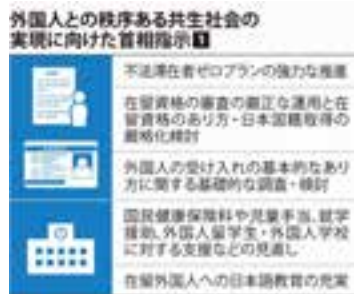 外国人との秩序ある共生社会の
実現に向けた首相指示1
不法滞在者ゼロプランの強力な推進
在留資格の審査の厳正な運用と在
留資格のあり方・日本国籍取得の
厳格化検討
外国人の受け入れの基本的なあり
方に関する基礎的な調査・検討
国民健康保険料や児童手当、就学
援助、外国人留学生・外国人学校
に対する支援などの見直し
在留外国人への日本語教育の充実